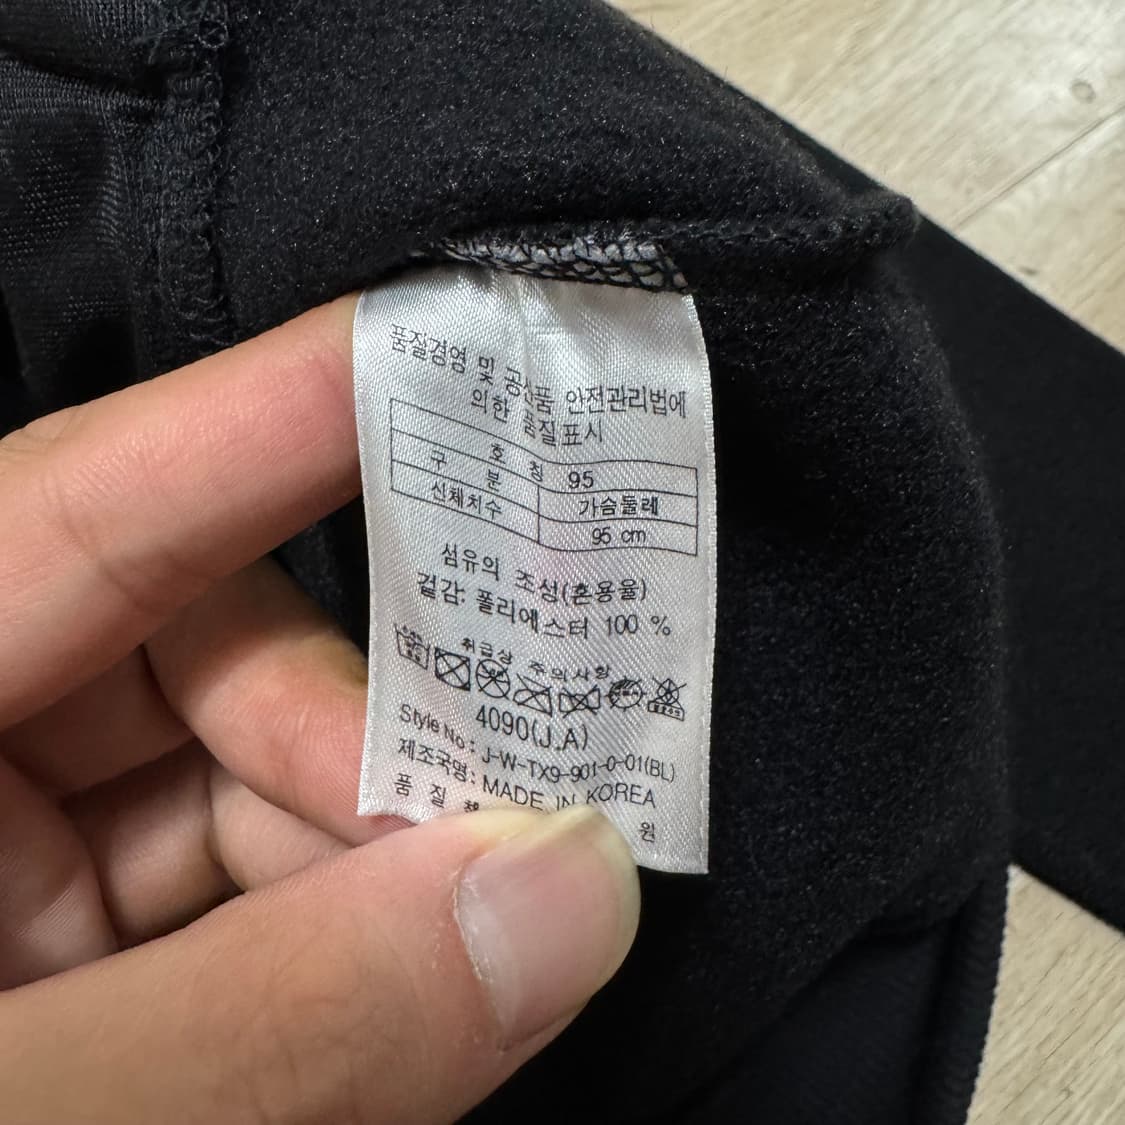 품질경영 및 공산품 안전관리법에
의한 품질표시
호 칭 95
구 분 가슴둘레
신체치수 95 cm
섬유의 조성(혼용율)
겉감: 폴리에스터 100 %
취급상 주의사항
4090(J.A)
Style No: J-W-TX9-901-0-01(BL)
제조국명: MADE IN KOREA
품 질 원